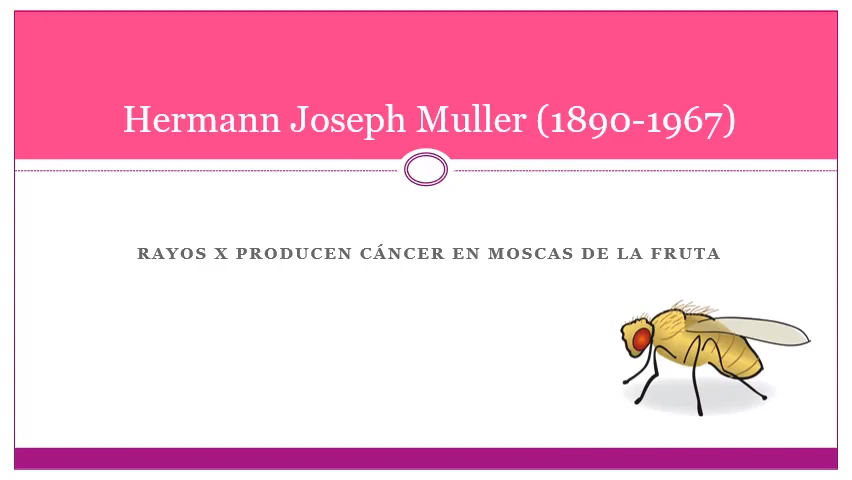 Hermann Joseph Muller (1890-1967)
RAYOS X PRODUCEN CÁNCER EN MOSCAS DE LA FRUTA